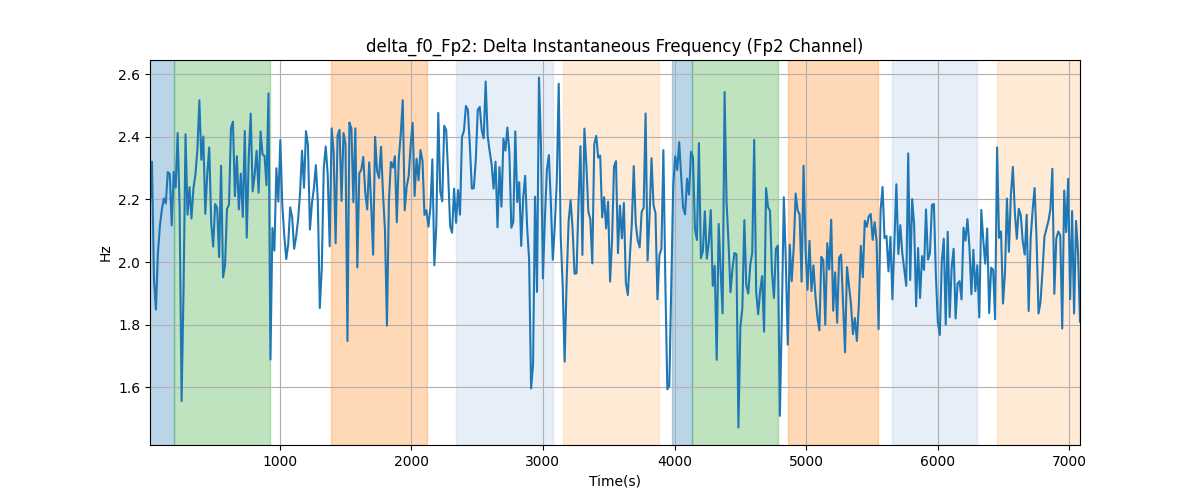 delta_f0_Fp2: Delta Instantaneous Frequency (Fp2 Channel)
2.6
2.4
2.2
2.0
1.8
1.6
Hz
1000 2000 3000 4000 5000 6000 7000
Time(s)